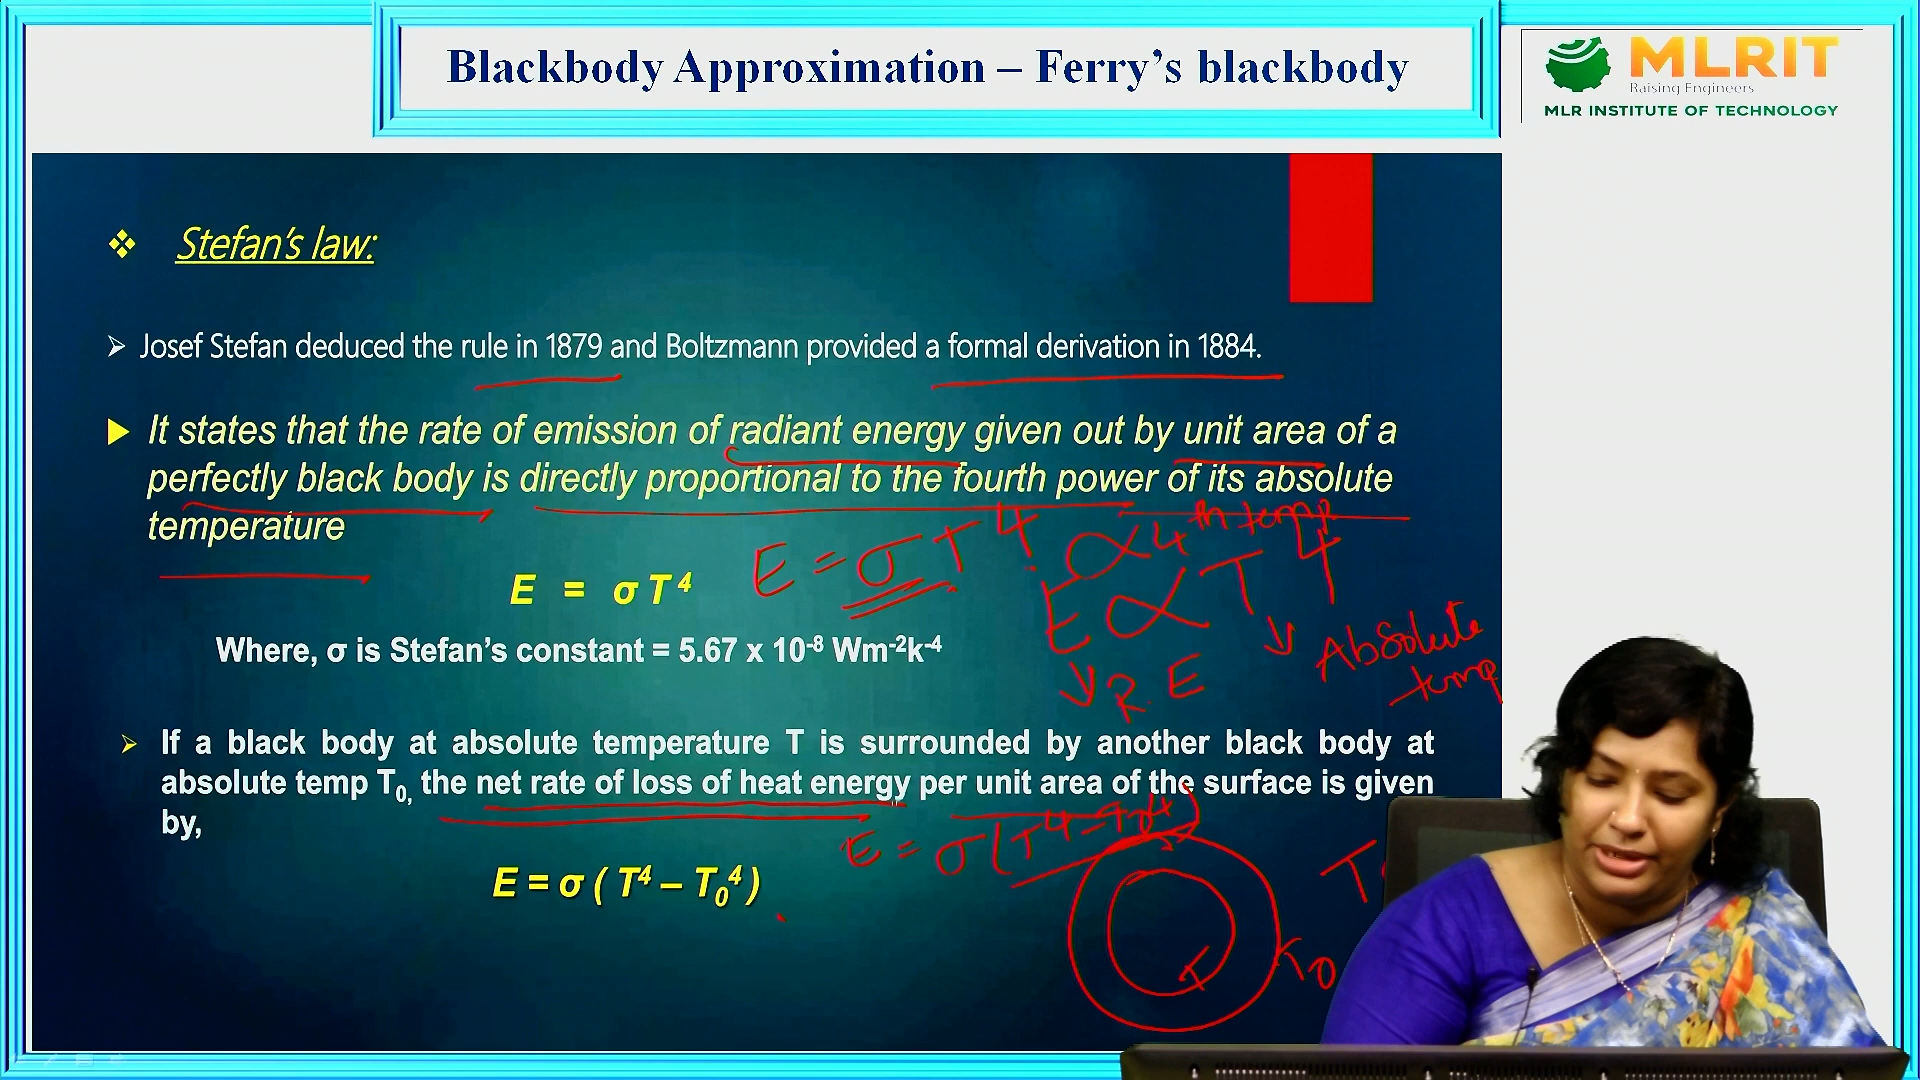 Blackbody Approximation – Ferry's blackbody
MLRIT
Raising Engineers
MLR INSTITUTE OF TECHNOLOGY
❖ Stefan's law:
➢ Josef Stefan deduced the rule in 1879 and Boltzmann provided a formal derivation in 1884.
▶ It states that the rate of emission of radiant energy given out by unit area of a
perfectly black body is directly proportional to the fourth power of its absolute
temperature
E = σT⁴
∝ 4th temp
E = σ T⁴
E ∝ T⁴
Absolute
temp
R. E
Where, σ is Stefan's constant = 5.67 x 10⁻⁸ Wm⁻²k⁻⁴
➢ If a black body at absolute temperature T is surrounded by another black body at
absolute temp T₀, the net rate of loss of heat energy per unit area of the surface is given
by,
E = σ(T⁴ - T₀⁴)
E = σ ( T⁴ – T₀⁴ )
T
T
T₀